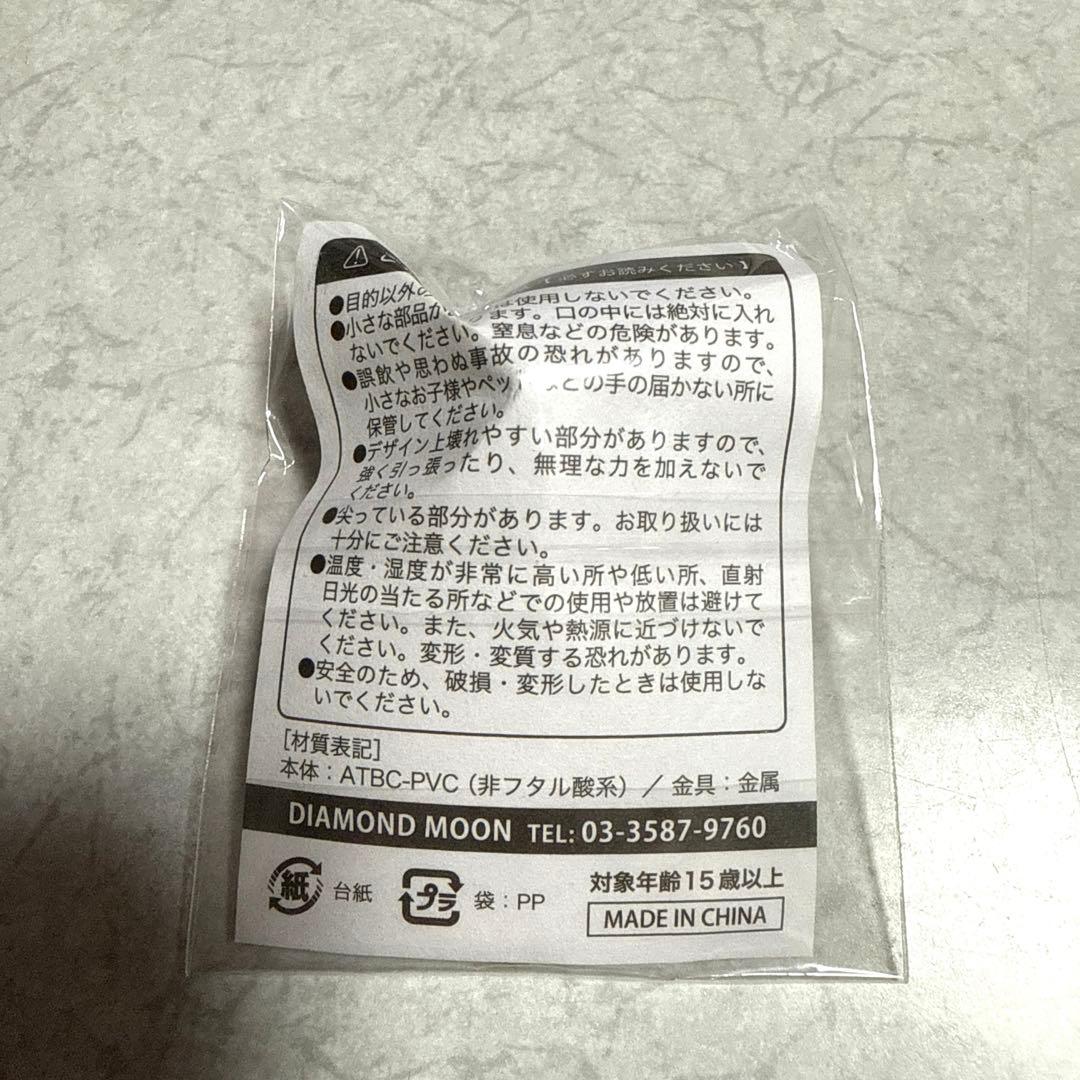 必ずお読みください】
●目的以外の は使用しないでください。
●小さな部品が ます。口の中には絶対に入れ
ないでください。窒息などの危険があります。
●誤飲や思わぬ事故の恐れがありますので、
小さなお子様やペット などの手の届かない所に
保管してください。
●デザイン上壊れやすい部分がありますので、
強く引っ張ったり、無理な力を加えないで
ください。
●尖っている部分があります。お取り扱いには
十分にご注意ください。
●温度・湿度が非常に高い所や低い所、直射
日光の当たる所などでの使用や放置は避けて
ください。また、火気や熱源に近づけないで
ください。変形・変質する恐れがあります。
●安全のため、破損・変形したときは使用しな
いでください。
[材質表記]
本体：ATBC-PVC（非フタル酸系）／ 金具：金属
DIAMOND MOON TEL: 03-3587-9760
紙 台紙 プラ 袋：PP 対象年齢15歳以上
MADE IN CHINA